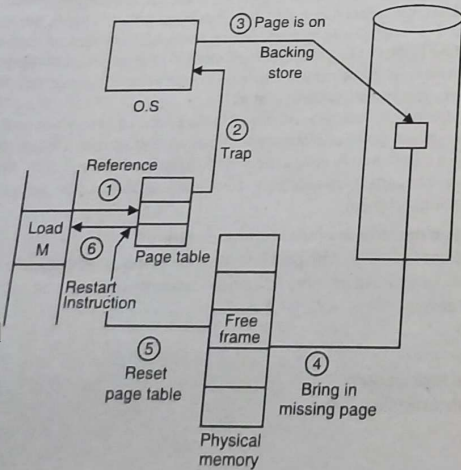 ③ Page is on
Backing
store
O.S
②
Trap
Reference
①
Load
M
⑥
Page table
Restart
Instruction
Free
frame
⑤
Reset
page table
④
Bring in
missing page
Physical
memory